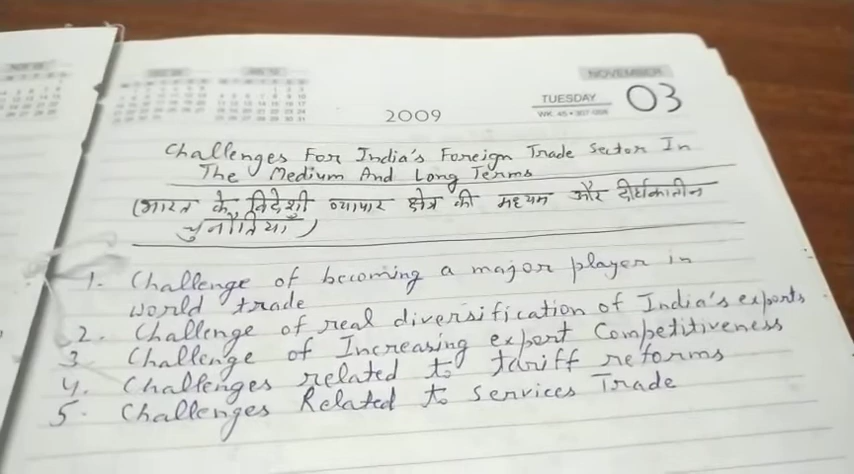 NOVEMBER
2009
TUESDAY
03
Challenges For India's Foreign Trade Sector In
The Medium And Long Terms
(भारत के विदेशी व्यापार क्षेत्र की मध्यम और दीर्घकालीन
चुनौतियां)
1. Challenge of becoming a major player in
world trade
2. Challenge of real diversification of India's exports
3. Challenge of Increasing export Competitiveness
4. Challenges related to tariff reforms
5. Challenges Related to Services Trade